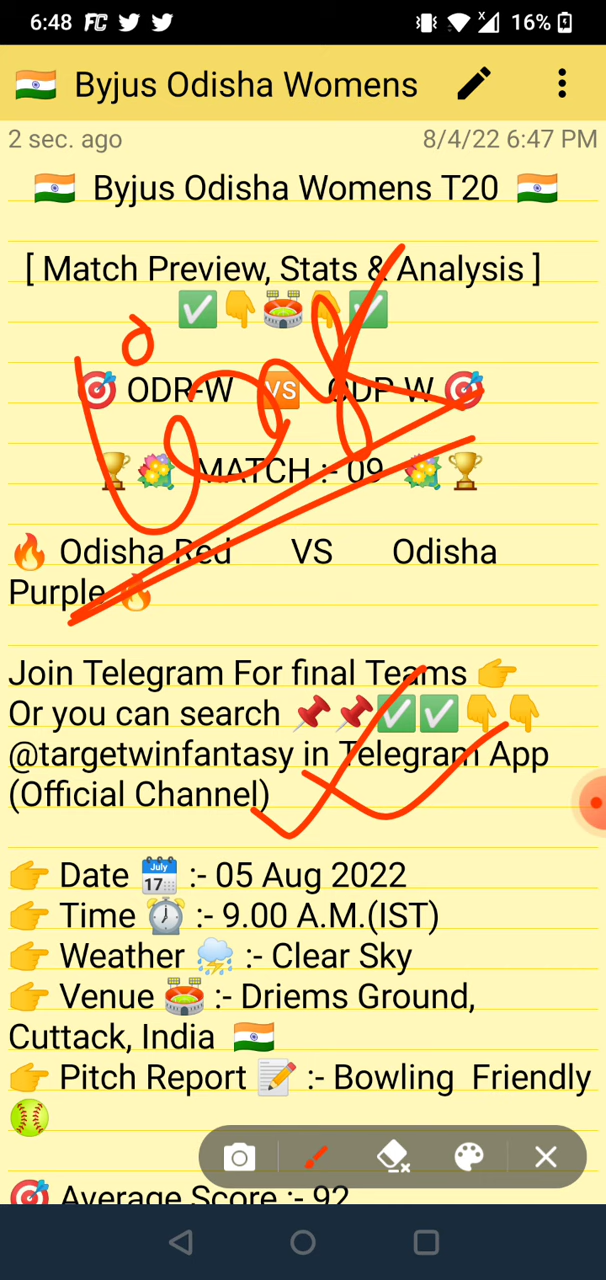 6:48 FC x 16%
🇮🇳 Byjus Odisha Womens
2 sec. ago 8/4/22 6:47 PM
🇮🇳 Byjus Odisha Womens T20 🇮🇳
[ Match Preview, Stats & Analysis ]
✅👇🏟👇✅
🎯 ODR-W 🆚 ODP-W 🎯
🏆💐 MATCH :- 09 💐🏆
🔥 Odisha Red VS Odisha
Purple 🔥
Join Telegram For final Teams 👉
Or you can search 📌📌✅✅👇👇
@targetwinfantasy in Telegram App
(Official Channel)
👉 Date 📅 :- 05 Aug 2022
👉 Time ⏰ :- 9.00 A.M.(IST)
👉 Weather ⛈ :- Clear Sky
👉 Venue 🏟 :- Driems Ground,
Cuttack, India 🇮🇳
👉 Pitch Report 📝 :- Bowling Friendly
🥎
🎯 Average Score :- 92